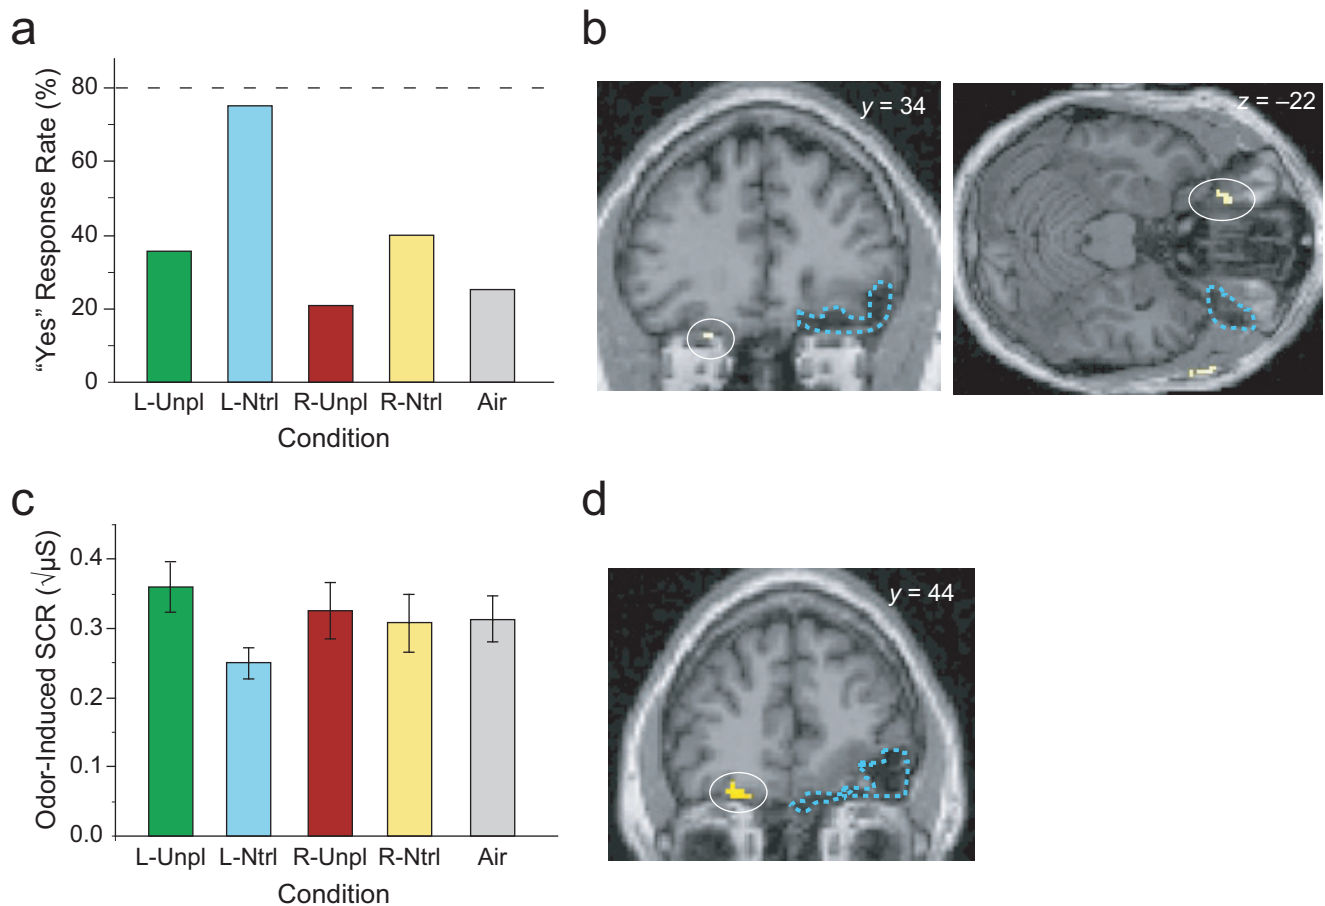 a
"Yes" Response Rate (%)
80
60
40
20
0
L-Unpl L-Ntrl R-Unpl R-Ntrl Air
Condition
b
y = 34
z = –22
c
Odor-Induced SCR (√μS)
0.4
0.3
0.2
0.1
0.0
L-Unpl L-Ntrl R-Unpl R-Ntrl Air
Condition
d
y = 44